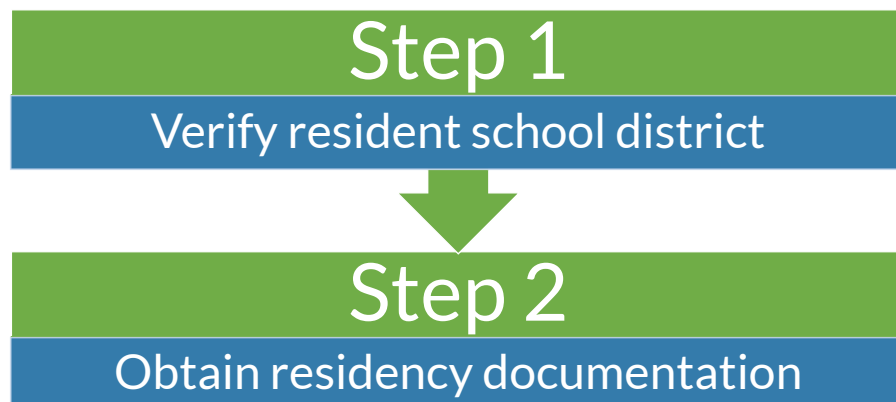 Step 1
Verify resident school district
Step 2
Obtain residency documentation